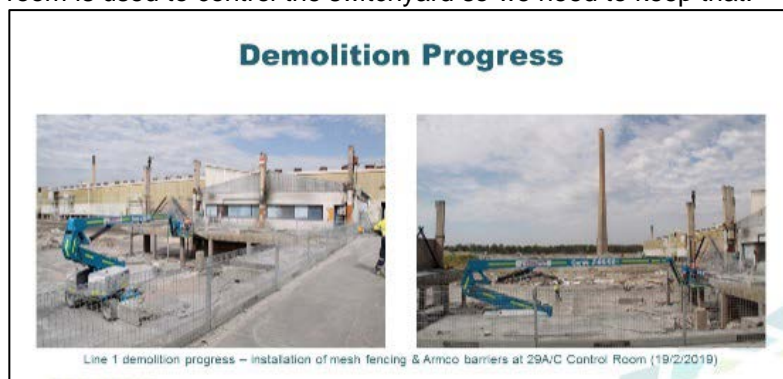 room is used to control the switchyard so we need to keep that.
Demolition Progress
Line 1 demolition progress – installation of mesh fencing & Armco barriers at 29A/C Control Room (19/2/2019)